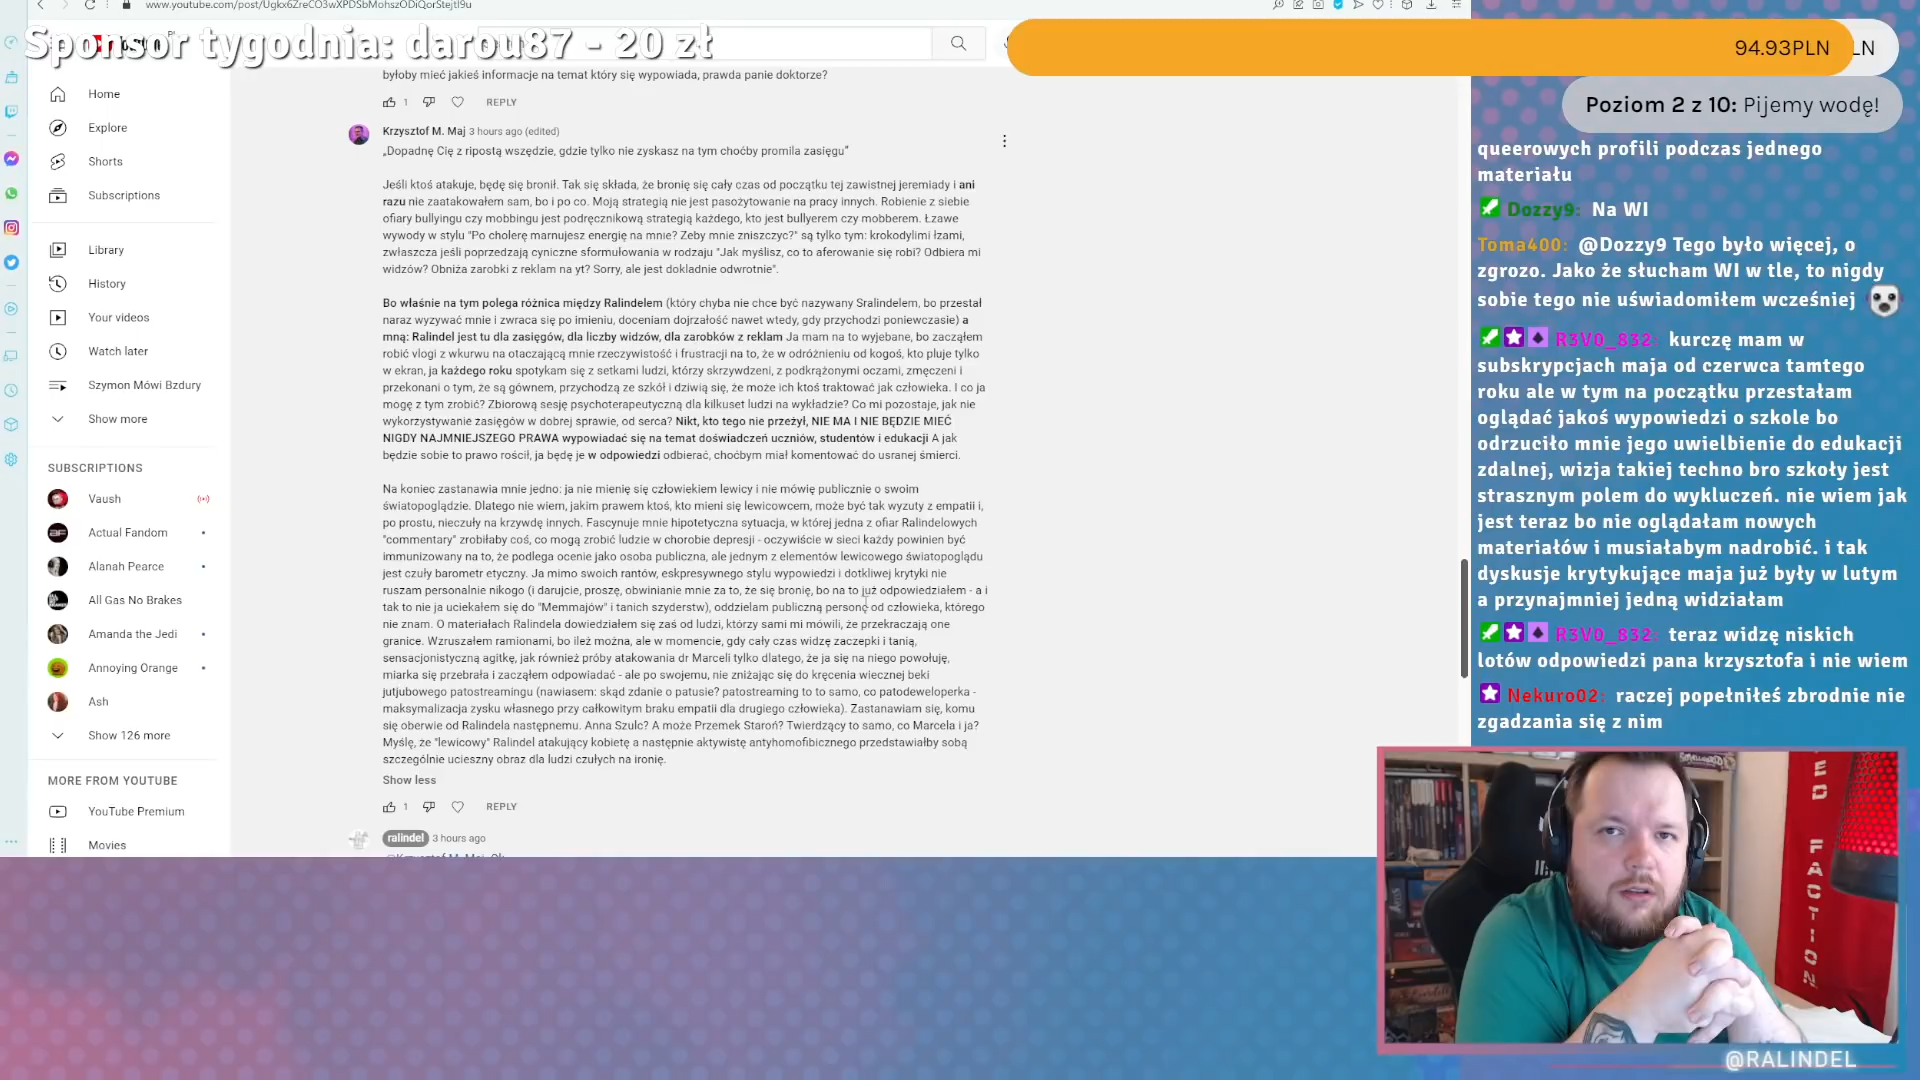 www.youtube.com/post/Ugkx6ZreCO3wXPDSbMohszODiQorStejtI9u
Sponsor tygodnia: darou87 - 20 zł
94.93PLN
LN
Poziom 2 z 10: Pijemy wodę!
Home
Explore
Shorts
Subscriptions
Library
History
Your videos
Watch later
Szymon Mówi Bzdury
Show more
SUBSCRIPTIONS
Vaush
Actual Fandom
Alanah Pearce
All Gas No Brakes
Amanda the Jedi
Annoying Orange
Ash
Show 126 more
MORE FROM YOUTUBE
YouTube Premium
Movies
byłoby mieć jakieś informacje na temat który się wypowiada, prawda panie doktorze?
1 REPLY
Krzysztof M. Maj 3 hours ago (edited)
„Dopadnę Cię z ripostą wszędzie, gdzie tylko nie zyskasz na tym choćby promila zasięgu"
Jeśli ktoś atakuje, będę się bronił. Tak się składa, że bronię się cały czas od początku tej zawistnej jeremiady i ani
razu nie zaatakowałem sam, bo i po co. Moją strategią nie jest pasożytowanie na pracy innych. Robienie z siebie
ofiary bullyingu czy mobbingu jest podręcznikową strategią każdego, kto jest bullyerem czy mobberem. Łzawe
wywody w stylu "Po cholerę marnujesz energię na mnie? Zeby mnie zniszczyc?" są tylko tym: krokodylimi łzami,
zwłaszcza jeśli poprzedzają cyniczne sformułowania w rodzaju "Jak myślisz, co to aferowanie się robi? Odbiera mi
widzów? Obniża zarobki z reklam na yt? Sorry, ale jest dokladnie odwrotnie".
Bo właśnie na tym polega różnica między Ralindelem (który chyba nie chce być nazywany Sralindelem, bo przestał
naraz wyzywać mnie i zwraca się po imieniu, doceniam dojrzałość nawet wtedy, gdy przychodzi poniewczasie) a
mną: Ralindel jest tu dla zasięgów, dla liczby widzów, dla zarobków z reklam Ja mam na to wyjebane, bo zacząłem
robić vlogi z wkurwu na otaczającą mnie rzeczywistość i frustracji na to, że w odróżnieniu od kogoś, kto pluje tylko
w ekran, ja każdego roku spotykam się z setkami ludzi, którzy skrzywdzeni, z podkrążonymi oczami, zmęczeni i
przekonani o tym, że są gównem, przychodzą ze szkół i dziwią się, że może ich ktoś traktować jak człowieka. I co ja
mogę z tym zrobić? Zbiorową sesję psychoterapeutyczną dla kilkuset ludzi na wykładzie? Co mi pozostaje, jak nie
wykorzystywanie zasięgów w dobrej sprawie, od serca? Nikt, kto tego nie przeżył, NIE MA I NIE BĘDZIE MIEĆ
NIGDY NAJMNIEJSZEGO PRAWA wypowiadać się na temat doświadczeń uczniów, studentów i edukacji A jak
będzie sobie to prawo rościł, ja będę je w odpowiedzi odbierać, choćbym miał komentować do usranej śmierci.
Na koniec zastanawia mnie jedno: ja nie mienię się człowiekiem lewicy i nie mówię publicznie o swoim
światopoglądzie. Dlatego nie wiem, jakim prawem ktoś, kto mieni się lewicowcem, może być tak wyzuty z empatii i,
po prostu, nieczuły na krzywdę innych. Fascynuje mnie hipotetyczna sytuacja, w której jedna z ofiar Ralindelowych
"commentary" zrobiłaby coś, co mogą zrobić ludzie w chorobie depresji - oczywiście w sieci każdy powinien być
immunizowany na to, że podlega ocenie jako osoba publiczna, ale jednym z elementów lewicowego światopoglądu
jest czuły barometr etyczny. Ja mimo swoich rantów, eskpresywnego stylu wypowiedzi i dotkliwej krytyki nie
ruszam personalnie nikogo (i darujcie, proszę, obwinianie mnie za to, że się bronię, bo na to już odpowiedziałem - a i
tak to nie ja uciekałem się do "Memmajów" i tanich szyderstw), oddzielam publiczną personę od człowieka, którego
nie znam. O materiałach Ralindela dowiedziałem się zaś od ludzi, którzy sami mi mówili, że przekraczają one
granice. Wzruszałem ramionami, bo ileż można, ale w momencie, gdy cały czas widzę zaczepki i tanią,
sensacjonistyczną agitkę, jak również próby atakowania dr Marceli tylko dlatego, że ja się na niego powołuję,
miarka się przebrała i zacząłem odpowiadać - ale po swojemu, nie zniżając się do kręcenia wiecznej beki
jutjubowego patostreamingu (nawiasem: skąd zdanie o patusie? patostreaming to to samo, co patodeweloperka -
maksymalizacja zysku własnego przy całkowitym braku empatii dla drugiego człowieka). Zastanawiam się, komu
się oberwie od Ralindela następnemu. Anna Szulc? A może Przemek Staroń? Twierdzący to samo, co Marcela i ja?
Myślę, że "lewicowy" Ralindel atakujący kobietę a następnie aktywistę antyhomofibicznego przedstawiałby sobą
szczególnie ucieszny obraz dla ludzi czułych na ironię.
Show less
1 REPLY
ralindel 3 hours ago
@Krzysztof M. Maj Ok
queerowych profili podczas jednego
materiału
Dozzy9: Na WI
Toma400: @Dozzy9 Tego było więcej, o
zgrozo. Jako że słucham WI w tle, to nigdy
sobie tego nie uświadomiłem wcześniej
R3V0_832: kurczę mam w
subskrypcjach maja od czerwca tamtego
roku ale w tym na początku przestałam
oglądać jakoś wypowiedzi o szkole bo
odrzuciło mnie jego uwielbienie do edukacji
zdalnej, wizja takiej techno bro szkoły jest
strasznym polem do wykluczeń. nie wiem jak
jest teraz bo nie oglądałam nowych
materiałów i musiałabym nadrobić. i tak
dyskusje krytykujące maja już były w lutym
a przynajmniej jedną widziałam
R3V0_832: teraz widzę niskich
lotów odpowiedzi pana krzysztofa i nie wiem
Nekuro02: raczej popełniłeś zbrodnie nie
zgadzania się z nim
ED FACTION
@RALINDEL